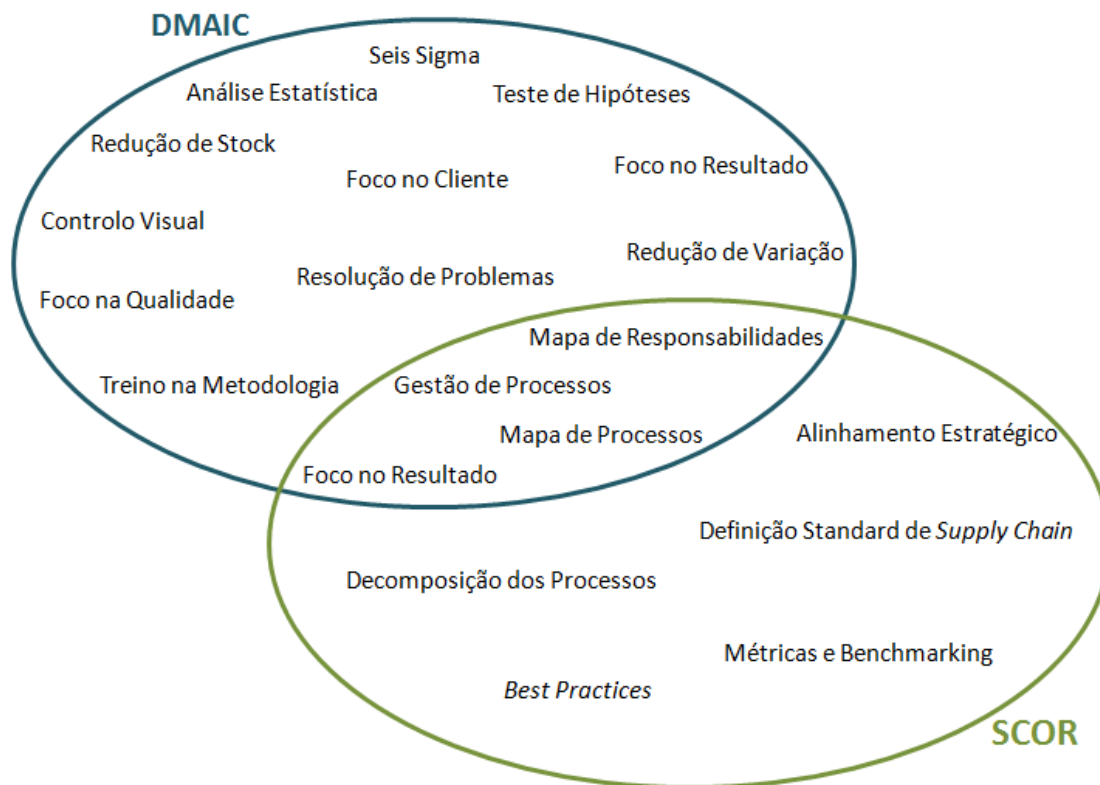 DMAIC
Seis Sigma
Análise Estatística
Teste de Hipóteses
Redução de Stock
Foco no Cliente
Foco no Resultado
Controlo Visual
Redução de Variação
Resolução de Problemas
Foco na Qualidade
Mapa de Responsabilidades
Treino na Metodologia
Gestão de Processos
Mapa de Processos
Alinhamento Estratégico
Foco no Resultado
Definição Standard de Supply Chain
Decomposição dos Processos
Métricas e Benchmarking
Best Practices
SCOR